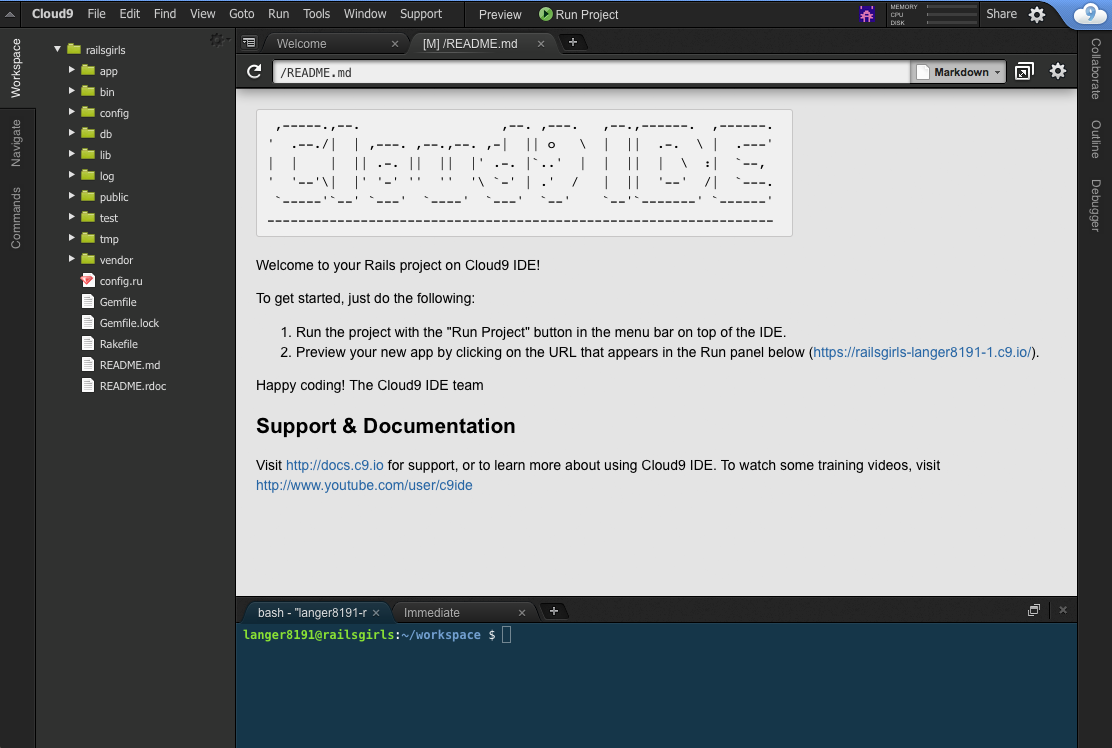 Cloud9 File Edit Find View Goto Run Tools Window Support Preview Run Project MEMORY CPU DISK Share 9
Workspace
Navigate
Commands
railsgirls
app
bin
config
db
lib
log
public
test
tmp
vendor
config.ru
Gemfile
Gemfile.lock
Rakefile
README.md
README.rdoc
Welcome × [M] /README.md × +
/README.md Markdown
CLOUD9 IDE
Welcome to your Rails project on Cloud9 IDE!
To get started, just do the following:
1. Run the project with the "Run Project" button in the menu bar on top of the IDE.
2. Preview your new app by clicking on the URL that appears in the Run panel below (https://railsgirls-langer8191-1.c9.io/).
Happy coding! The Cloud9 IDE team
Support & Documentation
Visit http://docs.c9.io for support, or to learn more about using Cloud9 IDE. To watch some training videos, visit
http://www.youtube.com/user/c9ide
bash - "langer8191-r × Immediate × +
langer8191@railsgirls:~/workspace $
Collaborate
Outline
Debugger